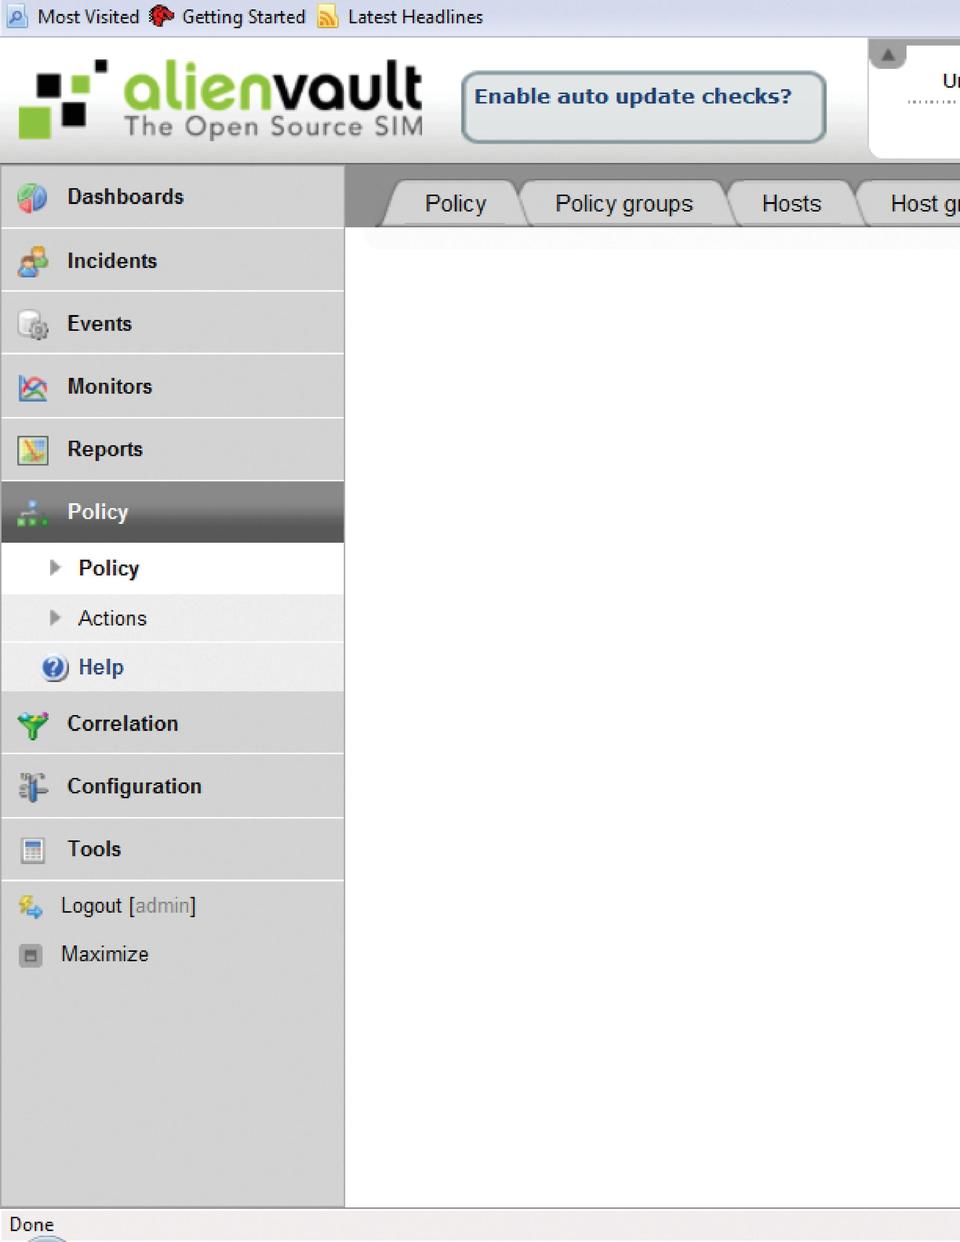 Most Visited Getting Started Latest Headlines
alienvault
The Open Source SIM
Enable auto update checks?
Dashboards
Policy Policy groups Hosts Host
Incidents
Events
Monitors
Reports
Policy
Policy
Actions
Help
Correlation
Configuration
Tools
Logout [admin]
Maximize
Done